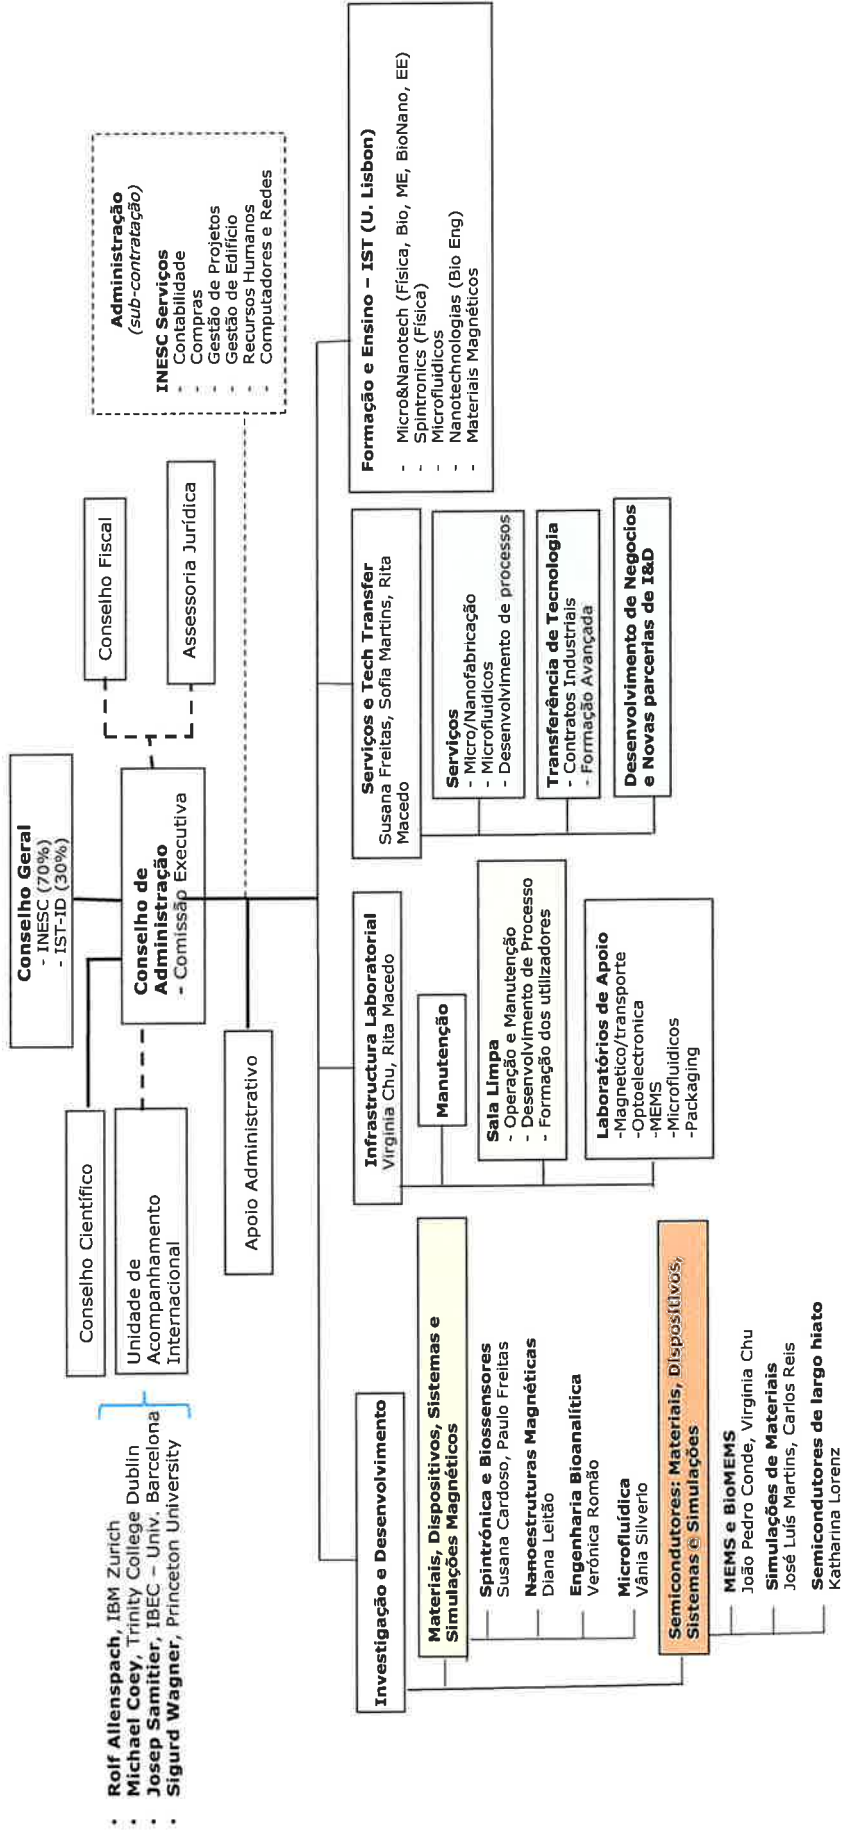 Conselho Geral
- INESC (70%)
- IST-ID (30%)
Conselho Fiscal
Assessoria Jurídica
Administração
(sub-contratação)
INESC Serviços
- Contabilidade
- Compras
- Gestão de Projetos
- Gestão de Edifício
- Recursos Humanos
- Computadores e Redes
Conselho de
Administração
- Comissão Executiva
Conselho Científico
Unidade de
Acompanhamento
Internacional
• Rolf Allenspach, IBM Zurich
• Michael Coey, Trinity College Dublin
• Josep Samitier, IBEC – Univ. Barcelona
• Sigurd Wagner, Princeton University
Apoio Administrativo
Investigação e Desenvolvimento
Materiais, Dispositivos, Sistemas e
Simulações Magnéticos
Spintrónica e Biossensores
Susana Cardoso, Paulo Freitas
Nanoestruturas Magnéticas
Diana Leitão
Engenharia Bioanalítica
Verónica Romão
Microfluídica
Vânia Silverio
Semicondutores: Materiais, Dispositivos,
Sistemas e Simulações
MEMS e BioMEMS
João Pedro Conde, Virginia Chu
Simulações de Materiais
José Luís Martins, Carlos Reis
Semicondutores de largo hiato
Katharina Lorenz
Infrastructura Laboratorial
Virginia Chu, Rita Macedo
Manutenção
Sala Limpa
- Operação e Manutenção
- Desenvolvimento de Processo
- Formação dos utilizadores
Laboratórios de Apoio
-Magnetico/transporte
-Optoelectronica
-MEMS
-Microfluidicos
-Packaging
Serviços e Tech Transfer
Susana Freitas, Sofia Martins, Rita
Macedo
Serviços
- Micro/Nanofabricação
- Microfluidicos
- Desenvolvimento de processos
Transferência de Tecnologia
- Contratos Industriais
- Formação Avançada
Desenvolvimento de Negocios
e Novas parcerias de I&D
Formação e Ensino – IST (U. Lisbon)
- Micro&Nanotech (Física, Bio, ME, BioNano, EE)
- Spintronics (Física)
- Microfluidicos
- Nanotechnologias (Bio Eng)
- Materiais Magnéticos